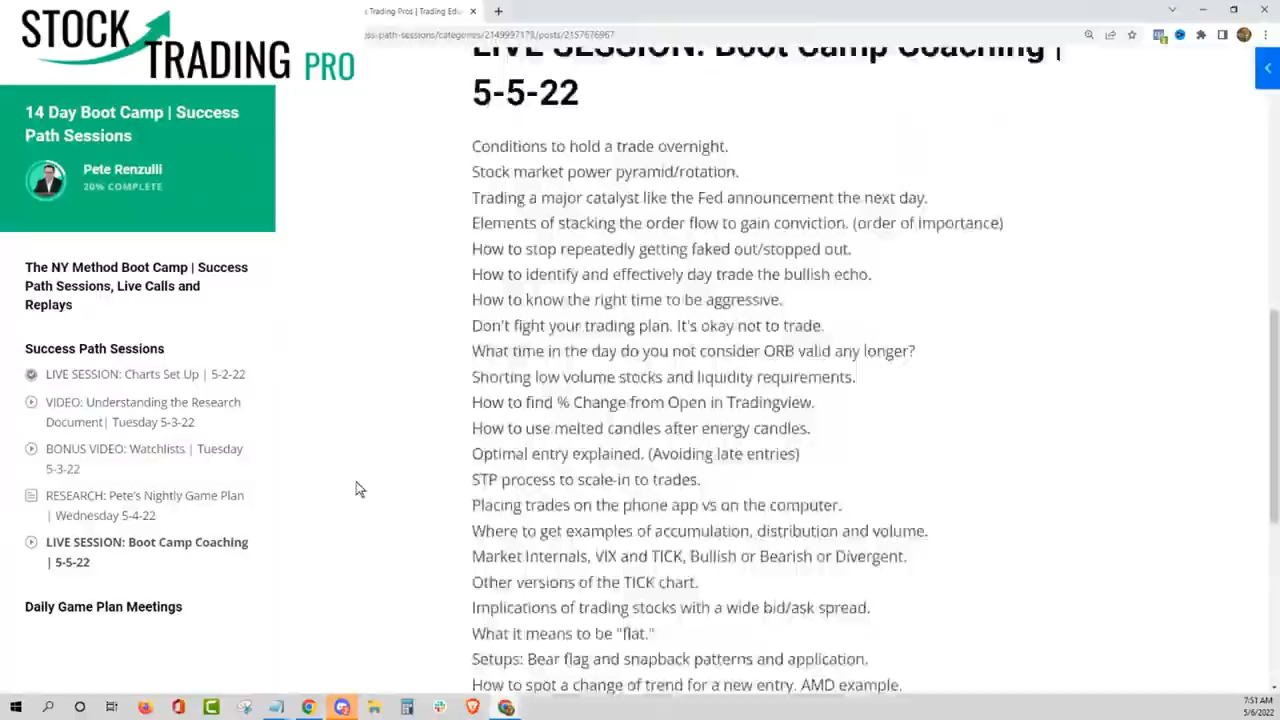 STOCK
TRADING PRO
Trading Pros | Trading Edu
ss-path-sessions/categories/2149997178/posts/2157676967
14 Day Boot Camp | Success
Path Sessions
Pete Renzulli
20% COMPLETE
The NY Method Boot Camp | Success
Path Sessions, Live Calls and
Replays
Success Path Sessions
LIVE SESSION: Charts Set Up | 5-2-22
VIDEO: Understanding the Research
Document| Tuesday 5-3-22
BONUS VIDEO: Watchlists | Tuesday
5-3-22
RESEARCH: Pete's Nightly Game Plan
| Wednesday 5-4-22
LIVE SESSION: Boot Camp Coaching
| 5-5-22
Daily Game Plan Meetings
LIVE SESSION: Boot Camp Coaching |
5-5-22
Conditions to hold a trade overnight.
Stock market power pyramid/rotation.
Trading a major catalyst like the Fed announcement the next day.
Elements of stacking the order flow to gain conviction. (order of importance)
How to stop repeatedly getting faked out/stopped out.
How to identify and effectively day trade the bullish echo.
How to know the right time to be aggressive.
Don't fight your trading plan. It's okay not to trade.
What time in the day do you not consider ORB valid any longer?
Shorting low volume stocks and liquidity requirements.
How to find % Change from Open in Tradingview.
How to use melted candles after energy candles.
Optimal entry explained. (Avoiding late entries)
STP process to scale-in to trades.
Placing trades on the phone app vs on the computer.
Where to get examples of accumulation, distribution and volume.
Market Internals, VIX and TICK, Bullish or Bearish or Divergent.
Other versions of the TICK chart.
Implications of trading stocks with a wide bid/ask spread.
What it means to be "flat."
Setups: Bear flag and snapback patterns and application.
How to spot a change of trend for a new entry. AMD example.
7:51 AM
5/6/2022